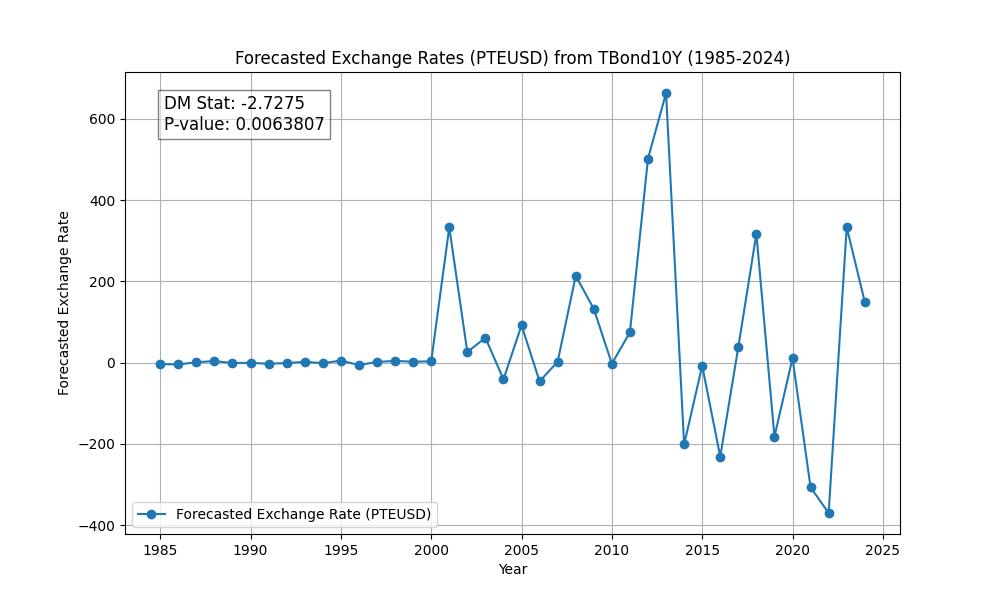 Forecasted Exchange Rates (PTEUSD) from TBond10Y (1985-2024)
DM Stat: -2.7275
P-value: 0.0063807
600
400
200
0
−200
−400
Forecasted Exchange Rate
Forecasted Exchange Rate (PTEUSD)
1985 1990 1995 2000 2005 2010 2015 2020 2025
Year